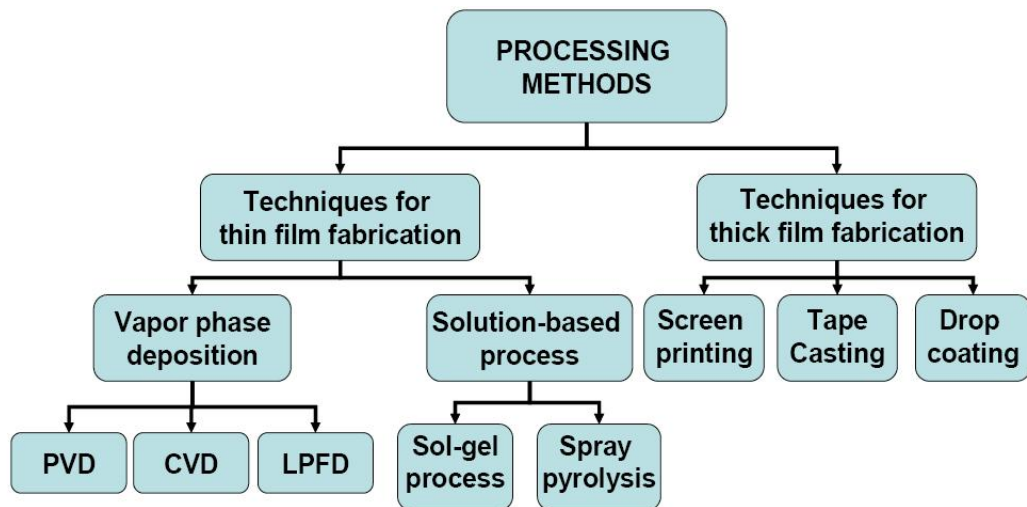 PROCESSING
METHODS
Techniques for
thin film fabrication
Techniques for
thick film fabrication
Vapor phase
deposition
Solution-based
process
Screen
printing
Tape
Casting
Drop
coating
PVD
CVD
LPFD
Sol-gel
process
Spray
pyrolysis